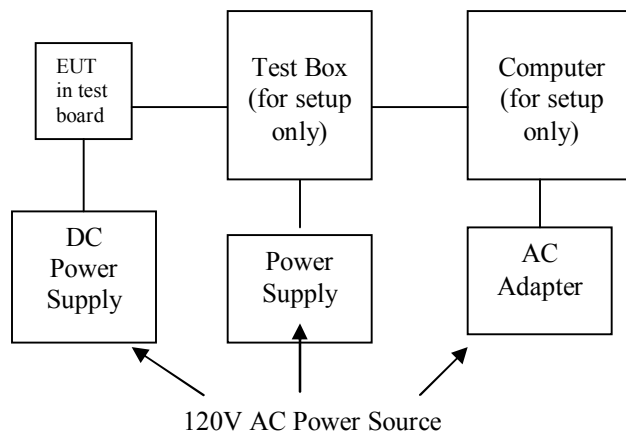 EUT
in test
board
Test Box
(for setup
only)
Computer
(for setup
only)
DC
Power
Supply
Power
Supply
AC
Adapter
120V AC Power Source